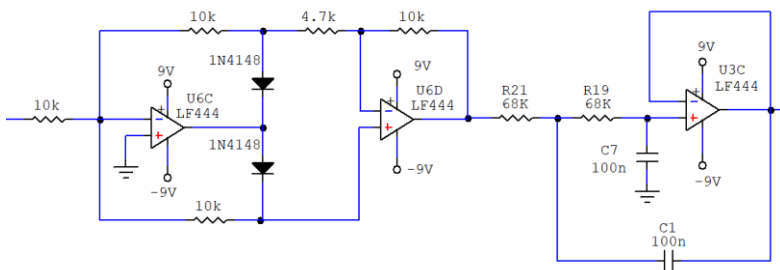 10k
4.7k
10k
1N4148
9V
U6C
LF444
9V
U6D
LF444
9V
U3C
LF444
10k
R21
68K
R19
68K
-
+
-
+
-
+
1N4148
C7
100n
-9V
-9V
-9V
10k
C1
100n